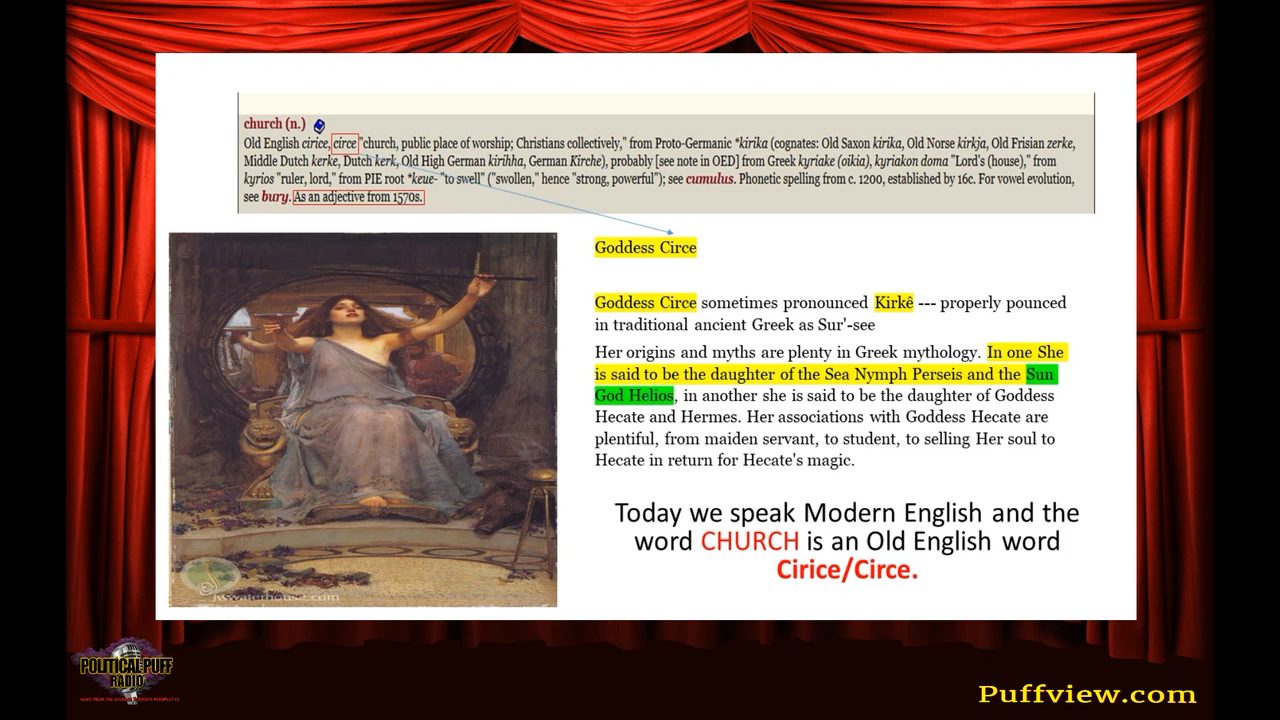 church (n.)
Old English cirice, circe "church, public place of worship; Christians collectively," from Proto-Germanic *kirika (cognates: Old Saxon kirika, Old Norse kirkja, Old Frisian zerke,
Middle Dutch kerke, Dutch kerk, Old High German kirihha, German Kirche), probably [see note in OED] from Greek kyriake (oikia), kyriakon doma "Lord's (house)," from
kyrios "ruler, lord," from PIE root *keue- "to swell" ("swollen," hence "strong, powerful"); see cumulus. Phonetic spelling from c. 1200, established by 16c. For vowel evolution,
see bury. As an adjective from 1570s.
Goddess Circe
Goddess Circe sometimes pronounced Kirkê --- properly pounced
in traditional ancient Greek as Sur'-see
Her origins and myths are plenty in Greek mythology. In one She
is said to be the daughter of the Sea Nymph Perseis and the Sun
God Helios, in another she is said to be the daughter of Goddess
Hecate and Hermes. Her associations with Goddess Hecate are
plentiful, from maiden servant, to student, to selling Her soul to
Hecate in return for Hecate's magic.
Today we speak Modern English and the
word CHURCH is an Old English word
Cirice/Circe.
POLITICAL PUFF
RADIO
Puffview.com